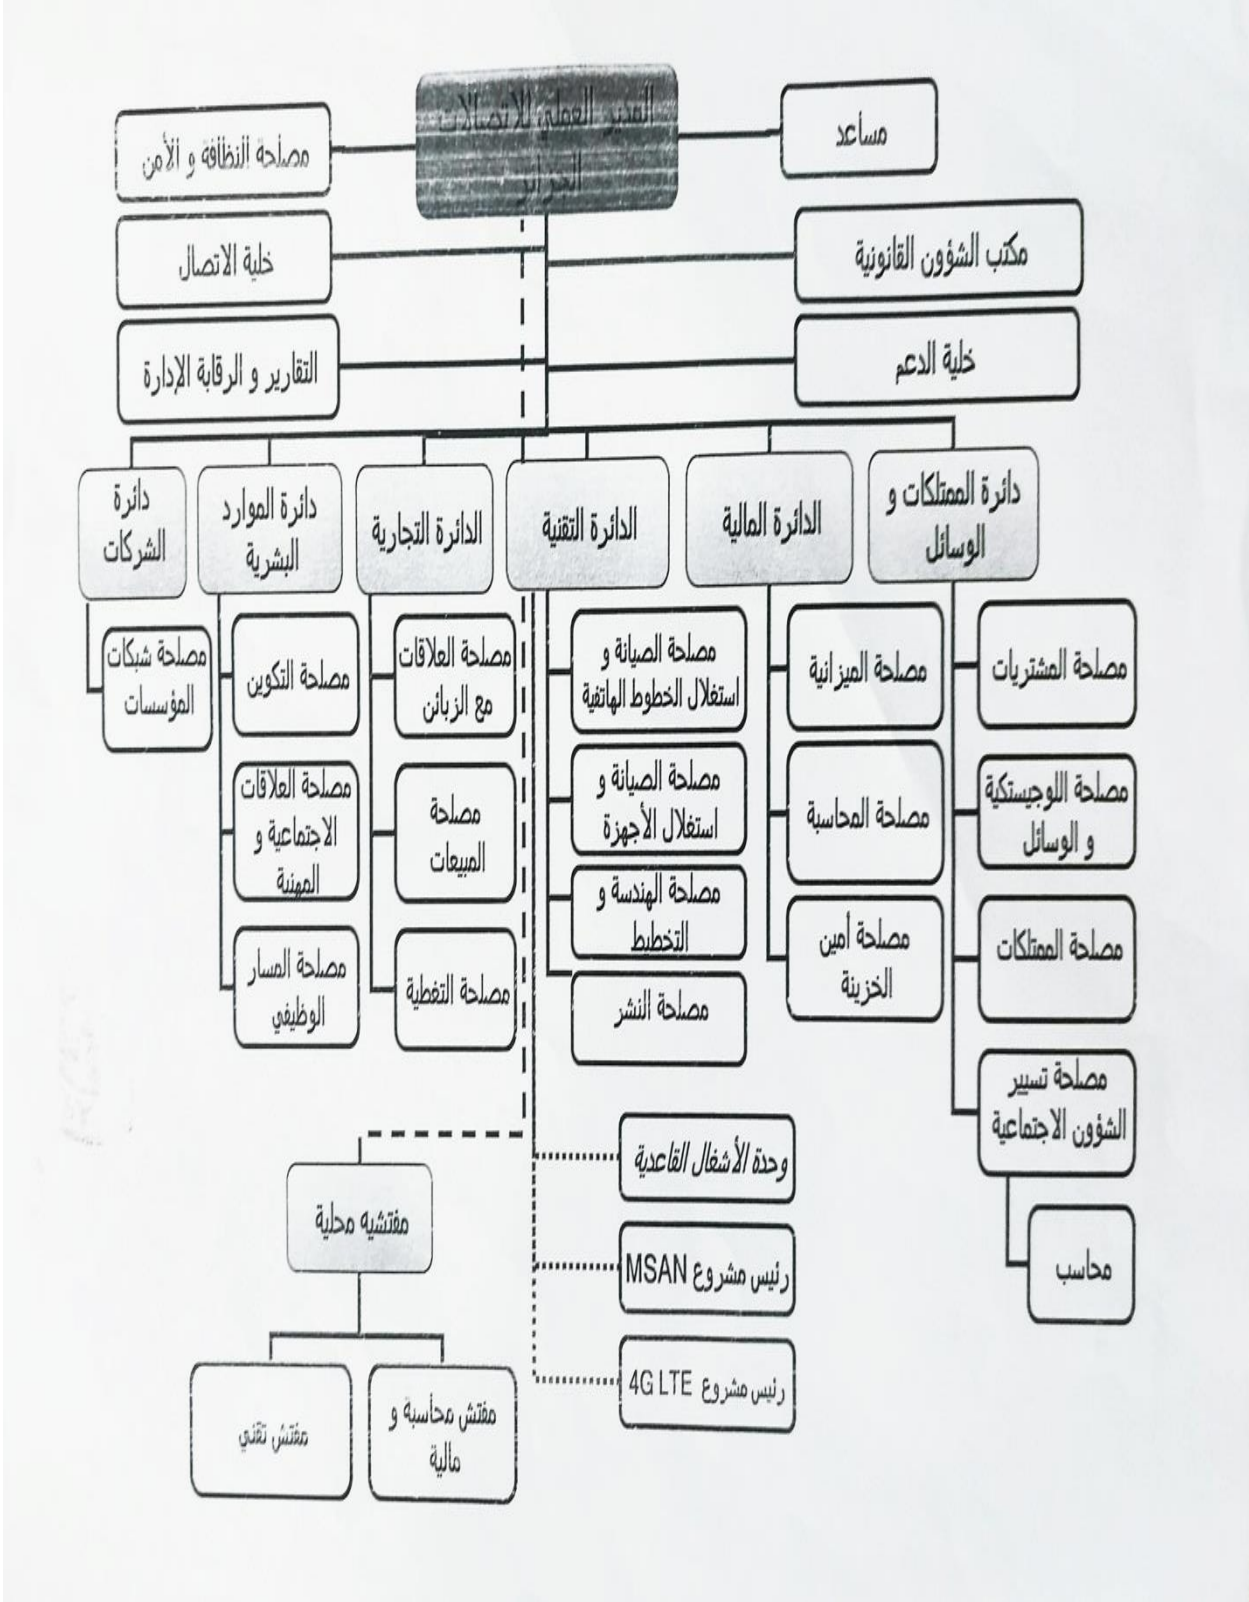 المدير العملي للاتصالات
الجزائر
مساعد
مصلحة النظافة و الأمن
مكتب الشؤون القانونية
خلية الاتصال
خلية الدعم
التقارير و الرقابة الإدارة
دائرة الممتلكات و
الوسائل
الدائرة المالية
الدائرة التقنية
الدائرة التجارية
دائرة الموارد
البشرية
دائرة
الشركات
مصلحة المشتريات
مصلحة اللوجيستكية
و الوسائل
مصلحة الممتلكات
مصلحة تسيير
الشؤون الاجتماعية
محاسب
مصلحة الميزانية
مصلحة المحاسبة
مصلحة أمين
الخزينة
مصلحة الصيانة و
استغلال الخطوط الهاتفية
مصلحة الصيانة و
استغلال الأجهزة
مصلحة الهندسة و
التخطيط
مصلحة النشر
وحدة الأشغال القاعدية
رئيس مشروع MSAN
رئيس مشروع 4G LTE
مصلحة العلاقات
مع الزبائن
مصلحة
المبيعات
مصلحة التغطية
مصلحة التكوين
مصلحة العلاقات
الاجتماعية و
المهنية
مصلحة المسار
الوظيفي
مصلحة شبكات
المؤسسات
مفتشيه محلية
مفتش محاسبة و
مالية
مفتش تقني